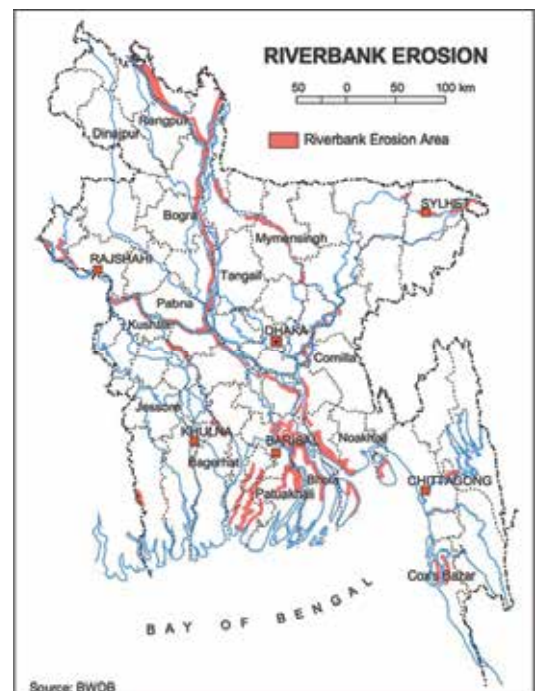 RIVERBANK EROSION
50 0 50 100 km
Riverbank Erosion Area
Rangpur
Dinajpur
SYLHET
Bogra
Mymensingh
RAJSHAHI
Tangail
Pabna
Kushtia
DHAKA
Comilla
Jessore
KHULNA
BARISAL
Noakhali
Bagerhat
Bhola
CHITTAGONG
Patuakhali
Cox's Bazar
BAY OF BENGAL
Source: BWDB